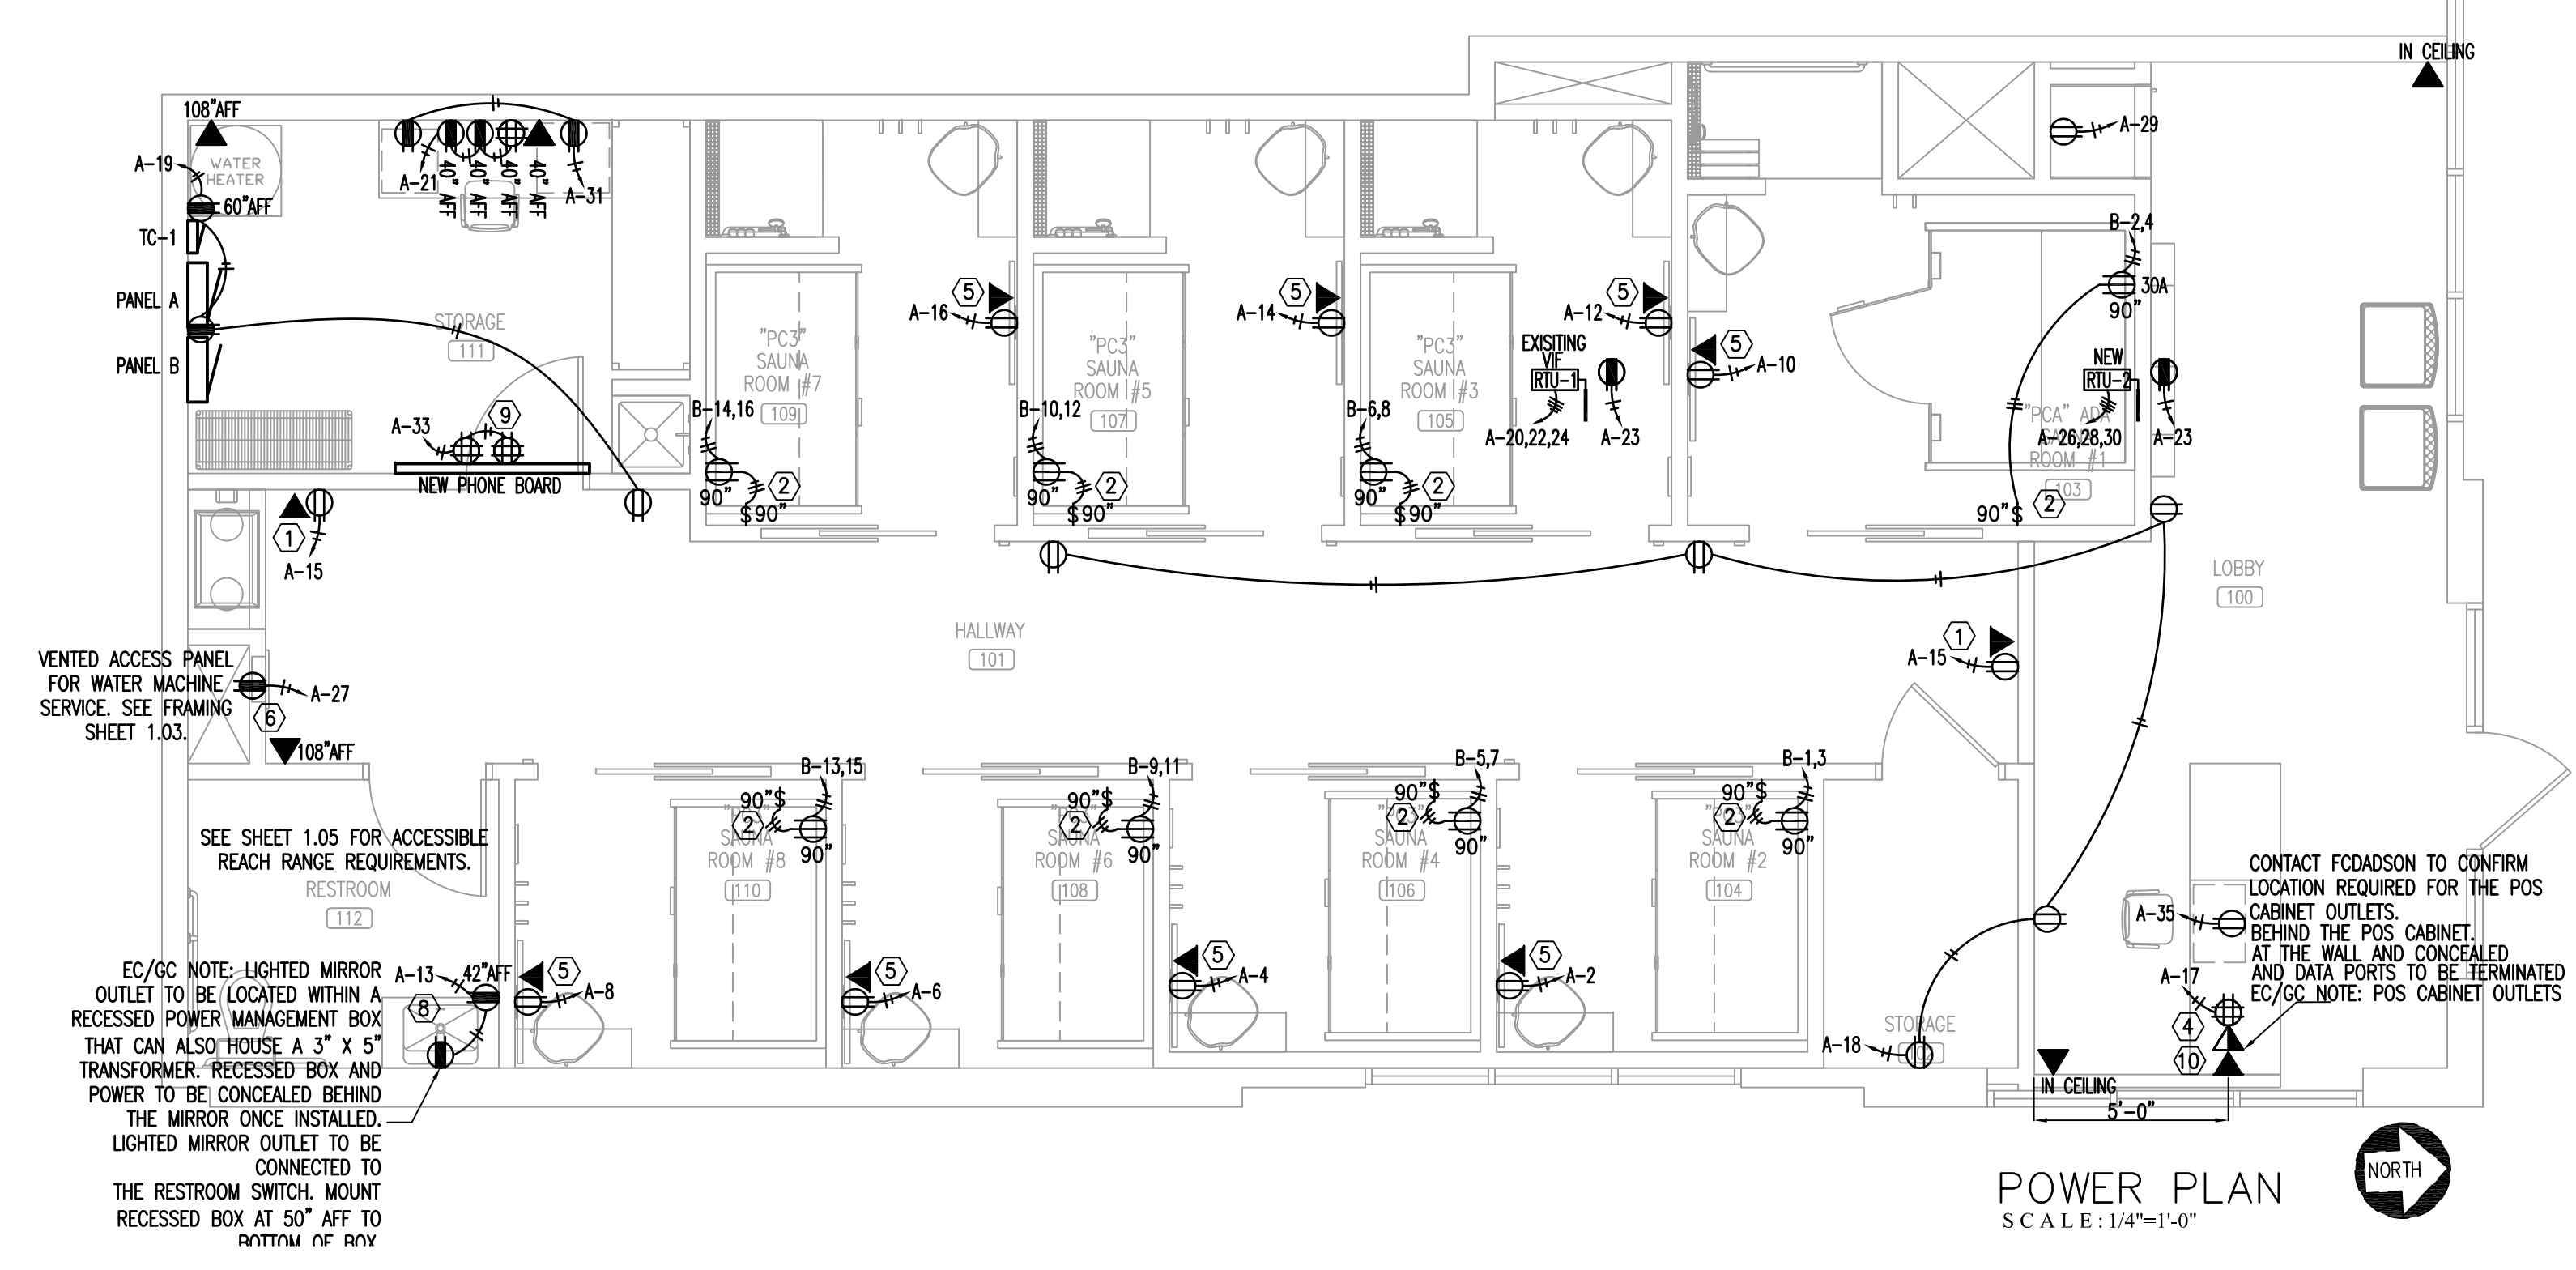 IN CEILING
108"AFF
A-19
WATER
HEATER
60"AFF
TC-1
PANEL A
PANEL B
A-21
40" AFF
40" AFF
40" AFF
40" AFF
A-31
STORAGE
111
A-33
9
NEW PHONE BOARD
1
A-15
"PC3"
SAUNA
ROOM #7
109
B-14,16
90"
2
$90"
5
A-16
"PC3"
SAUNA
ROOM #5
107
B-10,12
90"
2
$90"
5
A-14
"PC3"
SAUNA
ROOM #3
105
B-6,8
90"
2
$90"
5
A-12
EXISITING
VIF
RTU-1
A-20,22,24
A-23
5
A-10
A-29
B-2,4
30A
90"
NEW
RTU-2
"PCA" ADA
A-26,28,30
A-23
ROOM #1
103
90"$
2
LOBBY
100
HALLWAY
101
1
A-15
VENTED ACCESS PANEL
FOR WATER MACHINE
SERVICE. SEE FRAMING
SHEET 1.03.
A-27
6
108"AFF
SEE SHEET 1.05 FOR ACCESSIBLE
REACH RANGE REQUIREMENTS.
RESTROOM
112
B-13,15
90"$
2
90"
SAUNA
ROOM #8
110
B-9,11
90"$
2
90"
SAUNA
ROOM #6
108
B-5,7
90"$
2
90"
SAUNA
ROOM #4
106
B-1,3
90"$
2
90"
SAUNA
ROOM #2
104
A-13
42"AFF
8
5
A-8
5
A-6
5
A-4
5
A-2
STORAGE
A-18
EC/GC NOTE: LIGHTED MIRROR
OUTLET TO BE LOCATED WITHIN A
RECESSED POWER MANAGEMENT BOX
THAT CAN ALSO HOUSE A 3" X 5"
TRANSFORMER. RECESSED BOX AND
POWER TO BE CONCEALED BEHIND
THE MIRROR ONCE INSTALLED.
LIGHTED MIRROR OUTLET TO BE
CONNECTED TO
THE RESTROOM SWITCH. MOUNT
RECESSED BOX AT 50" AFF TO
BOTTOM OF BOX.
CONTACT FCDADSON TO CONFIRM
LOCATION REQUIRED FOR THE POS
CABINET OUTLETS.
BEHIND THE POS CABINET.
AT THE WALL AND CONCEALED
AND DATA PORTS TO BE TERMINATED
EC/GC NOTE: POS CABINET OUTLETS
A-35
A-17
4
10
IN CEILING
5'-0"
NORTH
POWER PLAN
SCALE: 1/4"=1'-0"